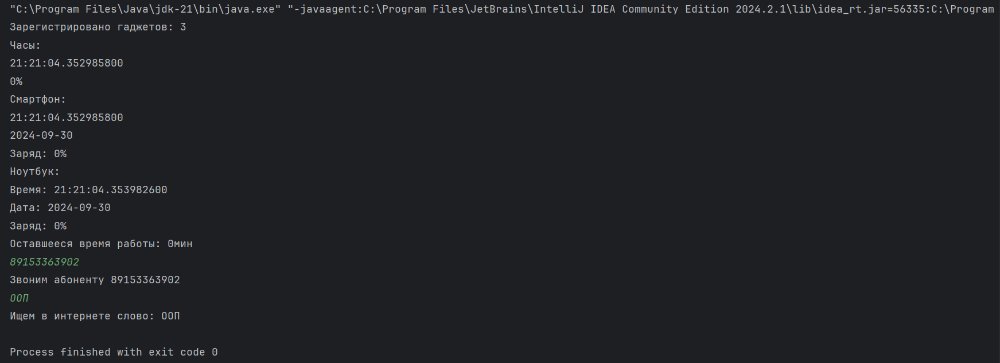 "C:\Program Files\Java\jdk-21\bin\java.exe" "-javaagent:C:\Program Files\JetBrains\IntelliJ IDEA Community Edition 2024.2.1\lib\idea_rt.jar=56335:C:\Program
Зарегистрировано гаджетов: 3
Часы:
21:21:04.352985800
0%
Смартфон:
21:21:04.352985800
2024-09-30
Заряд: 0%
Ноутбук:
Время: 21:21:04.353982600
Дата: 2024-09-30
Заряд: 0%
Оставшееся время работы: 0мин
89153363902
Звоним абоненту 89153363902
ООП
Ищем в интернете слово: ООП
Process finished with exit code 0